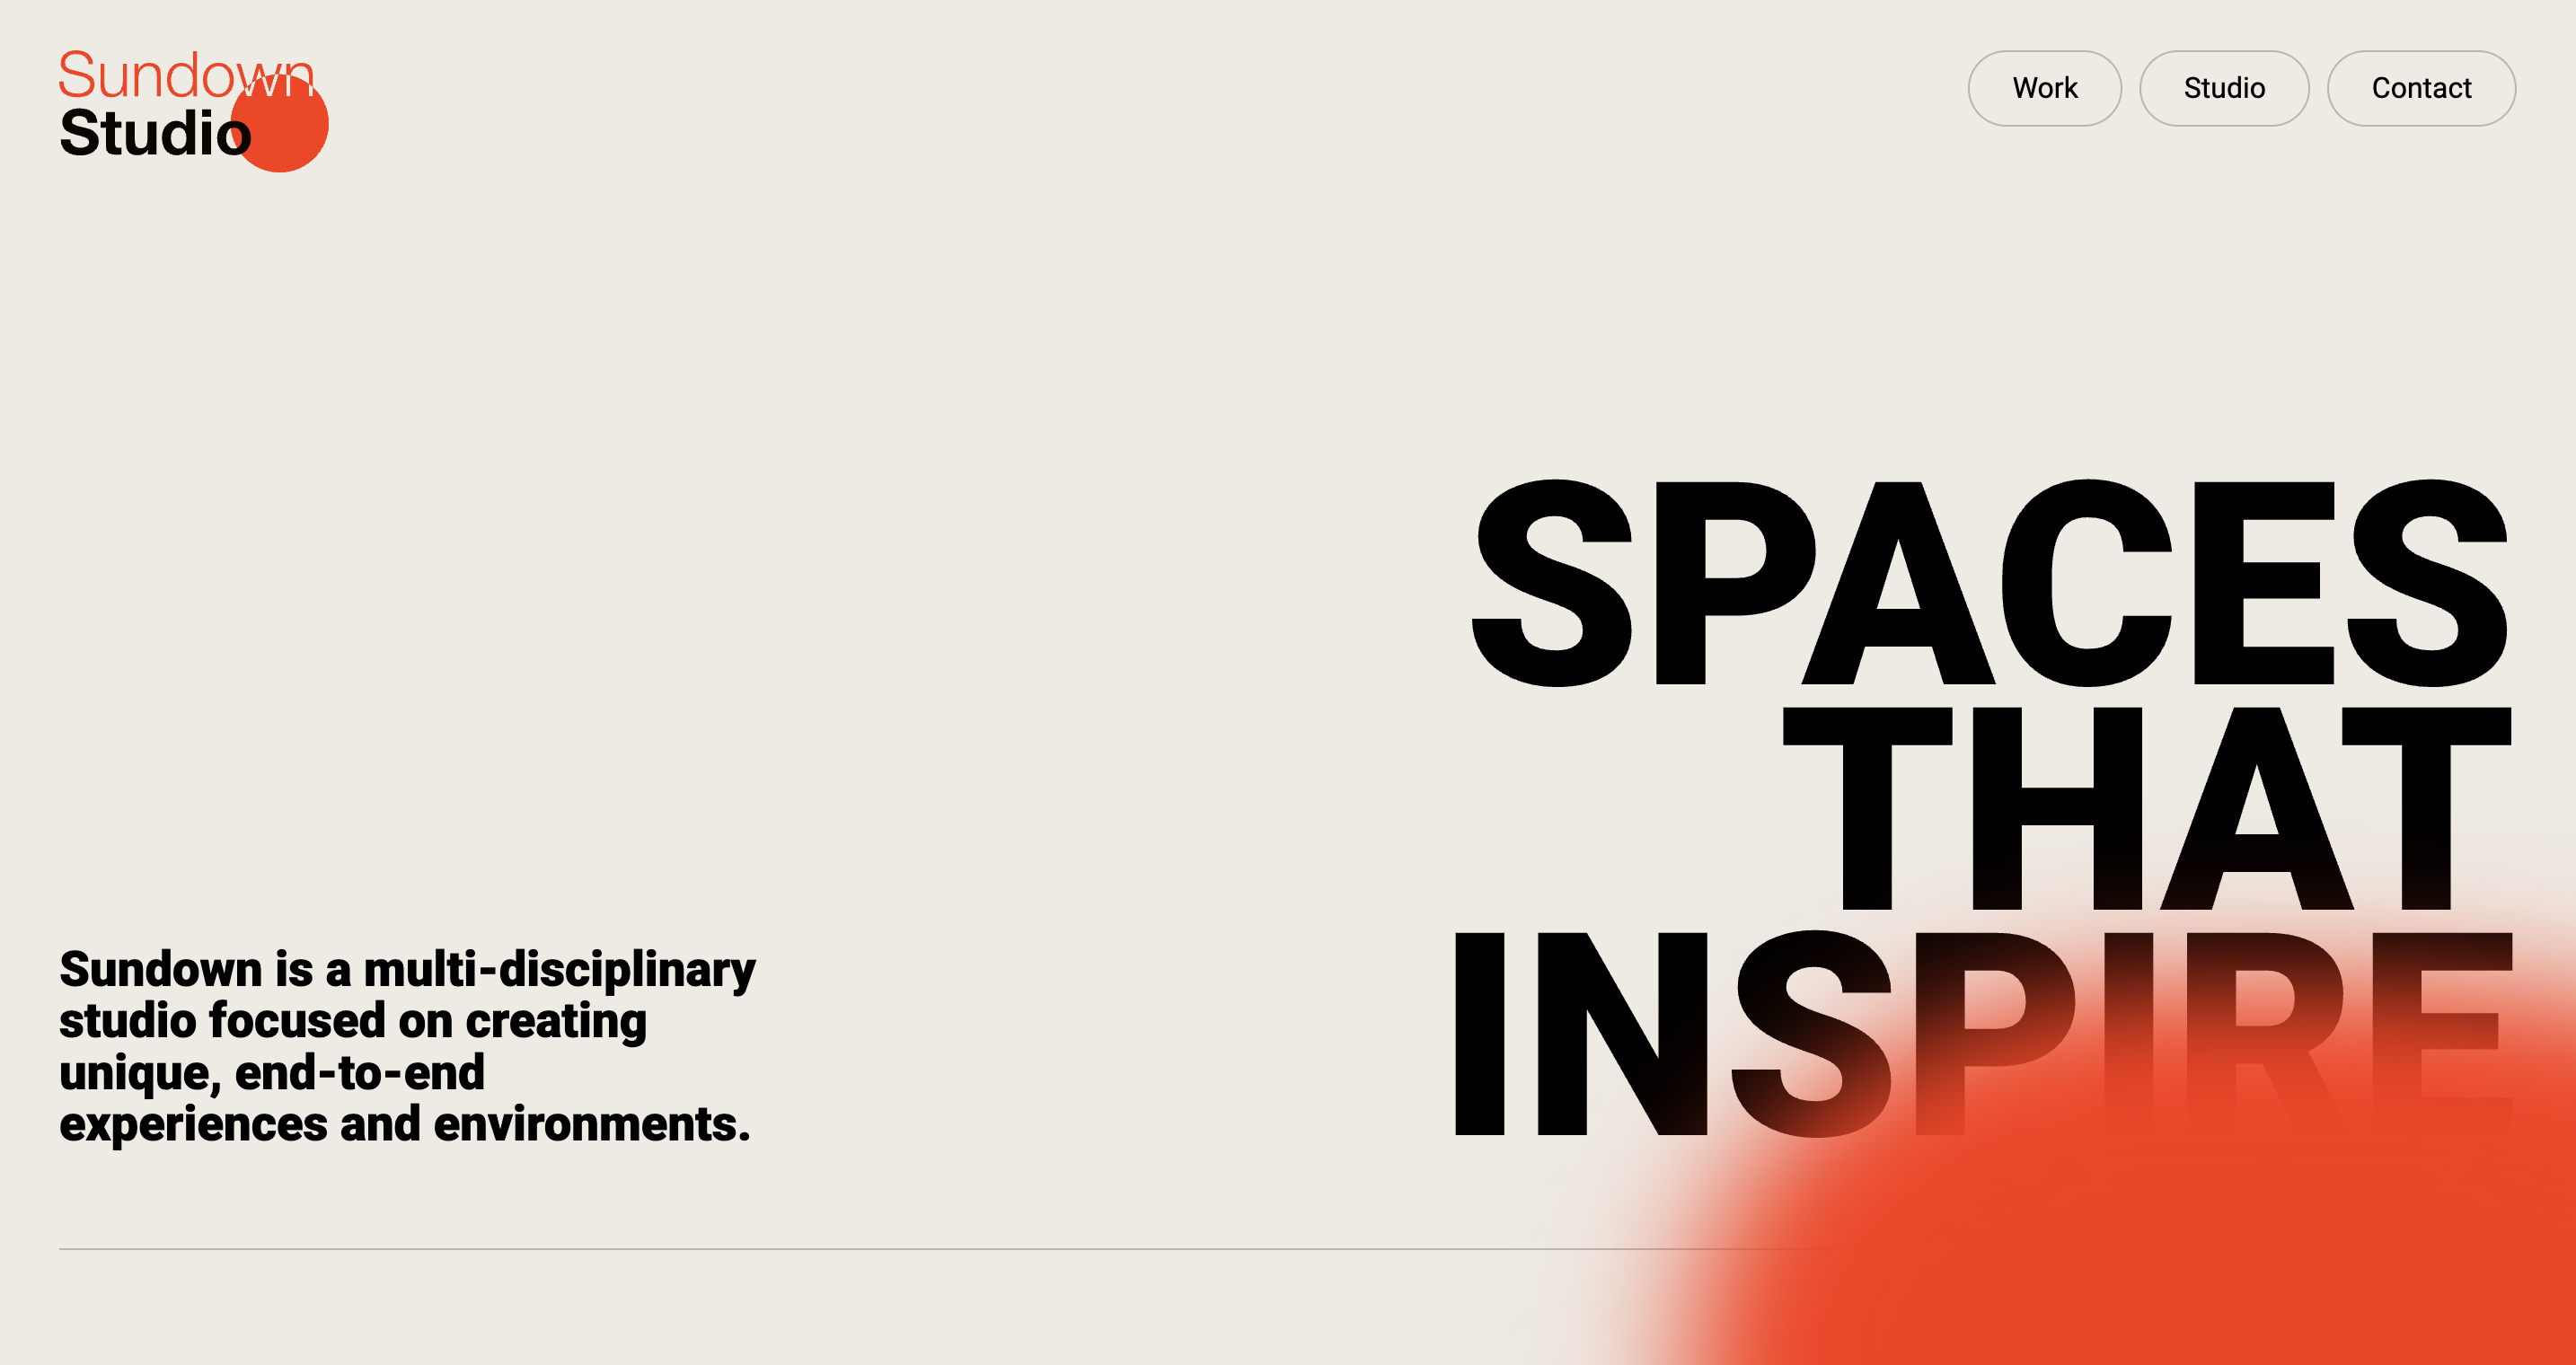 Sundown
Studio
Work
Studio
Contact
SPACES
THAT
INSPIRE
Sundown is a multi-disciplinary
studio focused on creating
unique, end-to-end
experiences and environments.